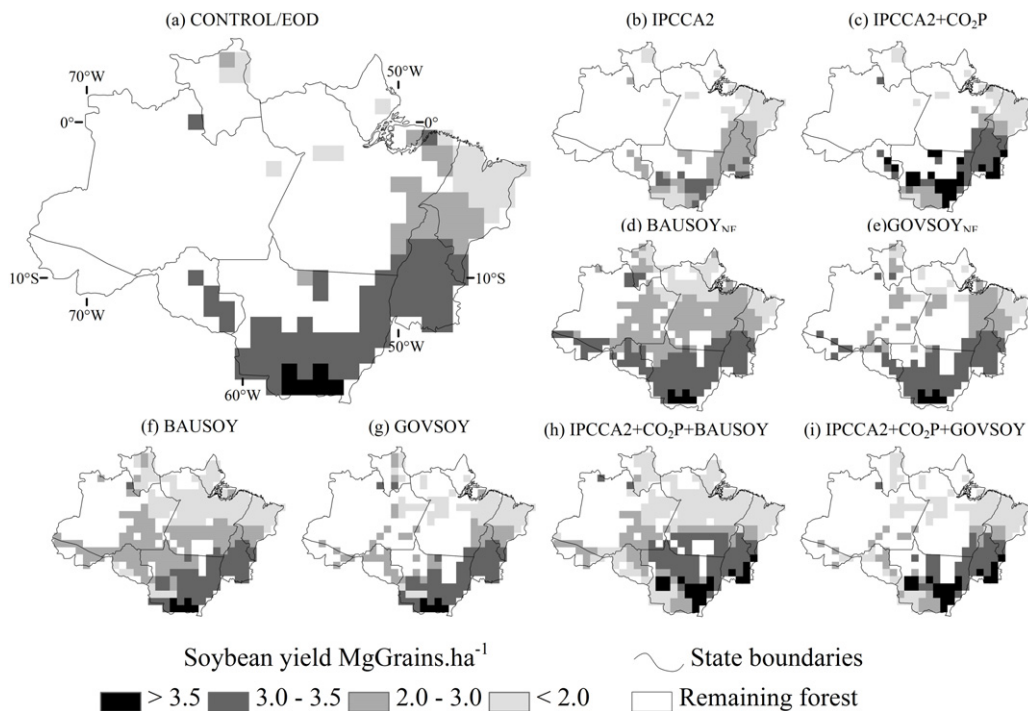 (a) CONTROL/EOD
(b) IPCCA2
(c) IPCCA2+CO₂P
70°W
50°W
0°
0°
10°S
10°S
70°W
50°W
60°W
(d) BAUSOY_NF
(e)GOVSOY_NF
(f) BAUSOY
(g) GOVSOY
(h) IPCCA2+CO₂P+BAUSOY
(i) IPCCA2+CO₂P+GOVSOY
Soybean yield MgGrains.ha⁻¹
State boundaries
> 3.5 3.0 - 3.5 2.0 - 3.0 < 2.0 Remaining forest